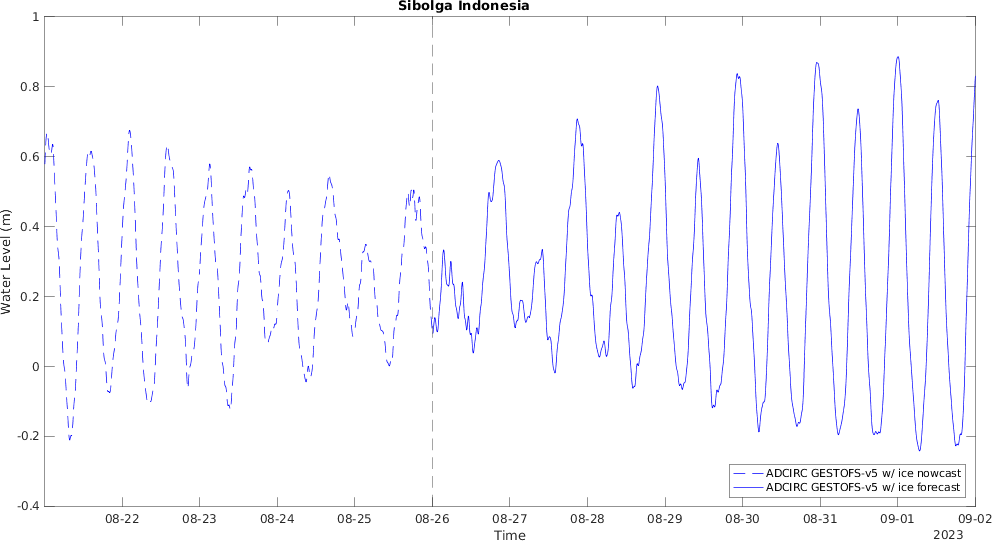 Sibolga Indonesia
1
0.8
0.6
0.4
0.2
0
-0.2
-0.4
Water Level (m)
ADCIRC GESTOFS-v5 w/ ice nowcast
ADCIRC GESTOFS-v5 w/ ice forecast
08-22 08-23 08-24 08-25 08-26 08-27 08-28 08-29 08-30 08-31 09-01 09-02
Time
2023